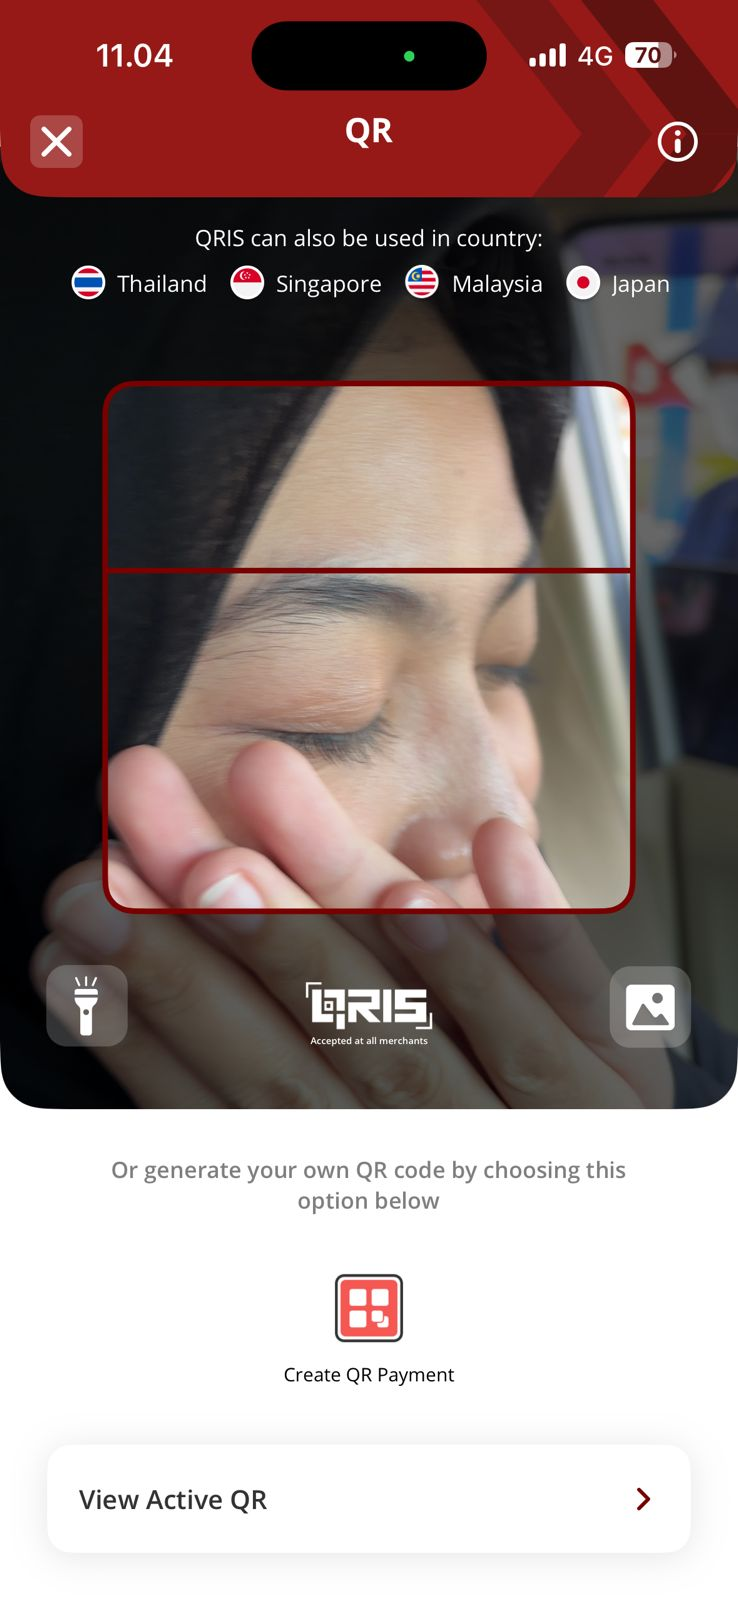 11.04
4G
70
QR
QRIS can also be used in country:
Thailand Singapore Malaysia Japan
QRIS
Accepted at all merchants
Or generate your own QR code by choosing this
option below
Create QR Payment
View Active QR